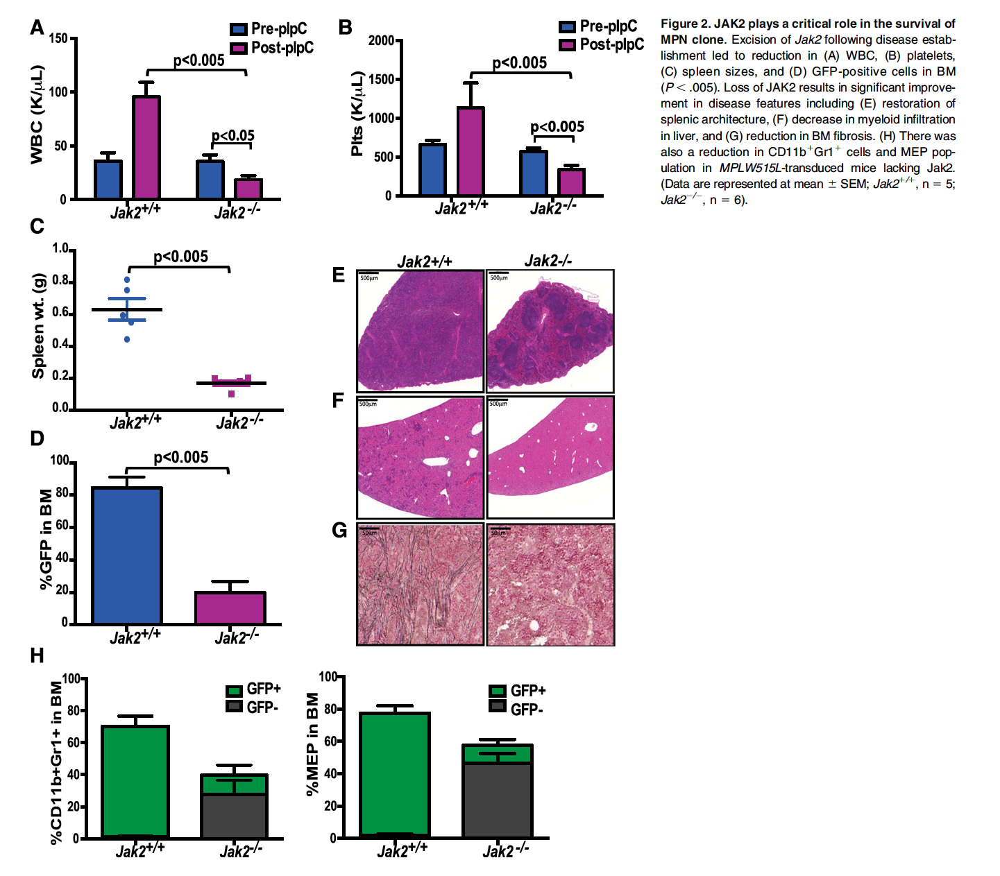 A
Pre-pIpC
Post-pIpC
WBC (K/µL)
150
100
50
0
p<0.005
p<0.05
Jak2+/+
Jak2-/-
B
Pre-pIpC
Post-pIpC
Plts (K/µL)
2000
1500
1000
500
0
p<0.005
p<0.005
Jak2+/+
Jak2-/-
Figure 2. JAK2 plays a critical role in the survival of
MPN clone. Excision of Jak2 following disease estab-
lishment led to reduction in (A) WBC, (B) platelets,
(C) spleen sizes, and (D) GFP-positive cells in BM
(P < .005). Loss of JAK2 results in significant improve-
ment in disease features including (E) restoration of
splenic architecture, (F) decrease in myeloid infiltration
in liver, and (G) reduction in BM fibrosis. (H) There was
also a reduction in CD11b+Gr1+ cells and MEP pop-
ulation in MPLW515L-transduced mice lacking Jak2.
(Data are represented at mean ± SEM; Jak2+/+, n = 5;
Jak2−/−, n = 6).
C
Spleen wt. (g)
1.0
0.8
0.6
0.4
0.2
0.0
p<0.005
Jak2+/+
Jak2-/-
D
%GFP in BM
100
80
60
40
20
0
p<0.005
Jak2+/+
Jak2-/-
Jak2+/+
Jak2-/-
E
500µm
500µm
F
500µm
500µm
G
50µm
50µm
H
%CD11b+Gr1+ in BM
100
80
60
40
20
0
GFP+
GFP-
Jak2+/+
Jak2-/-
%MEP in BM
100
80
60
40
20
0
GFP+
GFP-
Jak2+/+
Jak2-/-